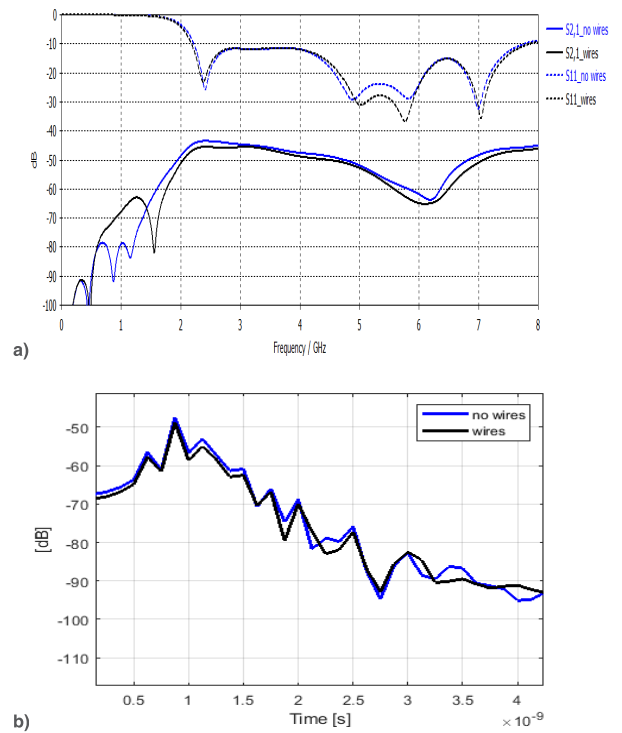 0
-10
-20
-30
-40
-50
-60
-70
-80
-90
-100
dB
0 1 2 3 4 5 6 7 8
Frequency / GHz
S2,1_no wires
S2,1_wires
S11_no wires
S11_wires
a)
-50
-60
-70
-80
-90
-100
-110
[dB]
no wires
wires
0.5 1 1.5 2 2.5 3 3.5 4
Time [s]
×10-9
b)